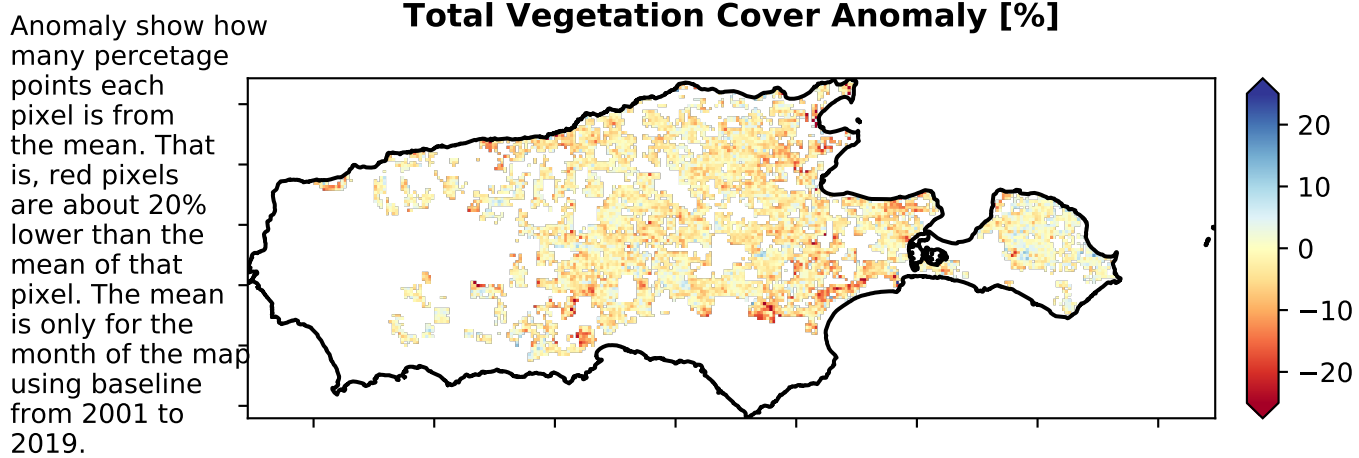 Total Vegetation Cover Anomaly [%]
Anomaly show how
many percetage
points each
pixel is from
the mean. That
is, red pixels
are about 20%
lower than the
mean of that
pixel. The mean
is only for the
month of the map
using baseline
from 2001 to
2019.
20
10
0
−10
−20